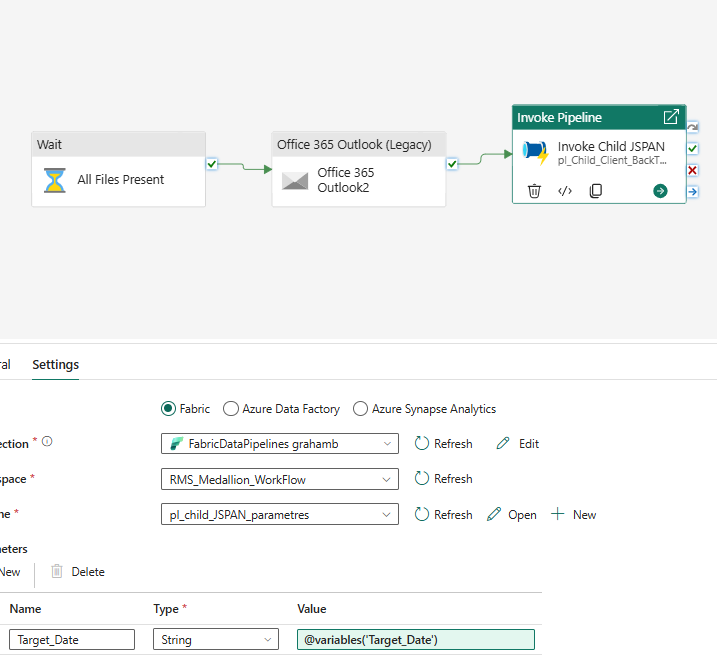 Wait
All Files Present
Office 365 Outlook (Legacy)
Office 365
Outlook2
Invoke Pipeline
Invoke Child JSPAN
pl_Child_Client_BackT...
ral
Settings
Fabric
Azure Data Factory
Azure Synapse Analytics
ection *
FabricDataPipelines grahamb
Refresh
Edit
space *
RMS_Medallion_WorkFlow
Refresh
ne *
pl_child_JSPAN_parametres
Refresh
Open
New
eters
New
Delete
Name
Type *
Value
Target_Date
String
@variables('Target_Date')